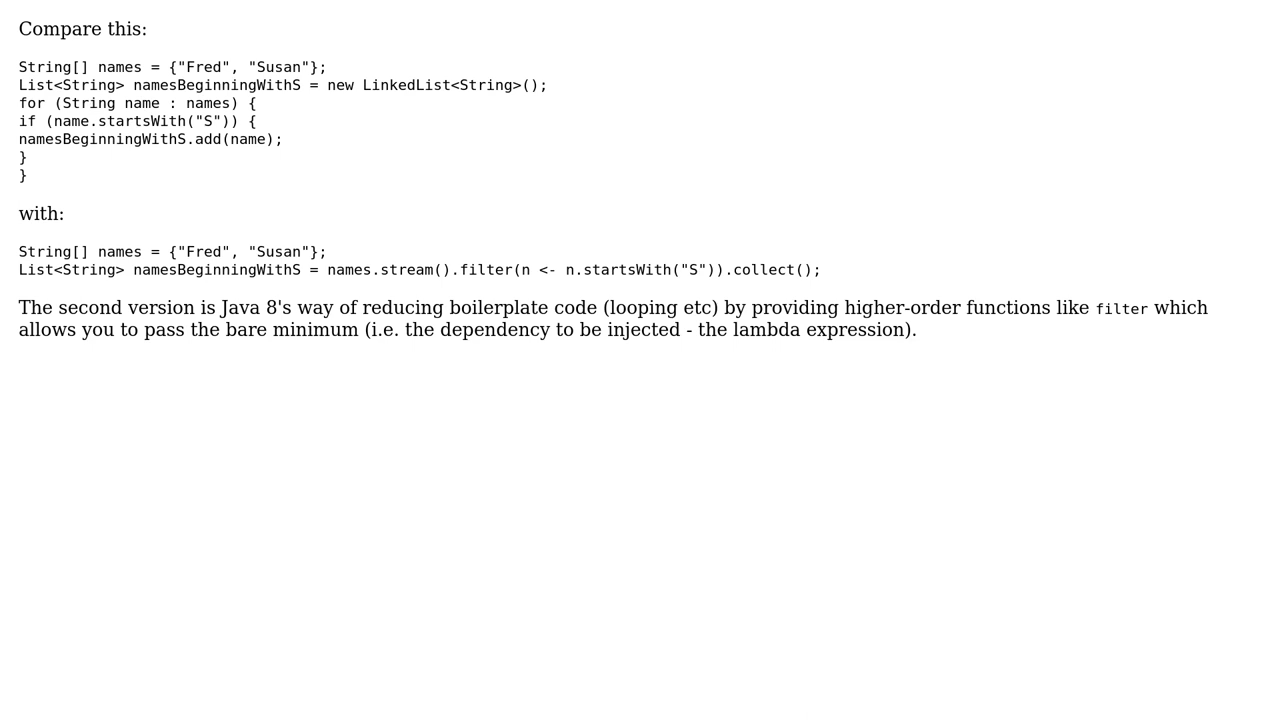 Compare this:
String[] names = {"Fred", "Susan"};
List<String> namesBeginningWithS = new LinkedList<String>();
for (String name : names) {
if (name.startsWith("S")) {
namesBeginningWithS.add(name);
}
}
with:
String[] names = {"Fred", "Susan"};
List<String> namesBeginningWithS = names.stream().filter(n <- n.startsWith("S")).collect();
The second version is Java 8's way of reducing boilerplate code (looping etc) by providing higher-order functions like filter which
allows you to pass the bare minimum (i.e. the dependency to be injected - the lambda expression).